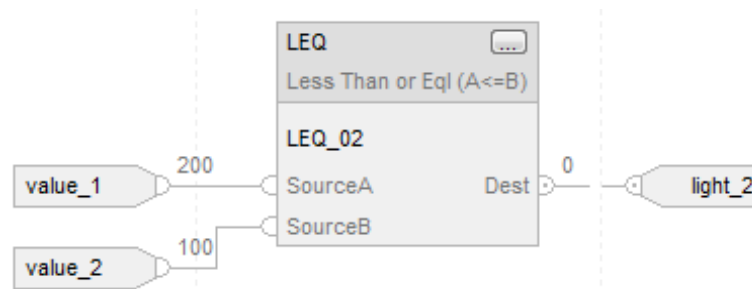 LEQ
...
Less Than or Eql (A<=B)
LEQ_02
value_1
200
SourceA
Dest
0
light_2
SourceB
value_2
100